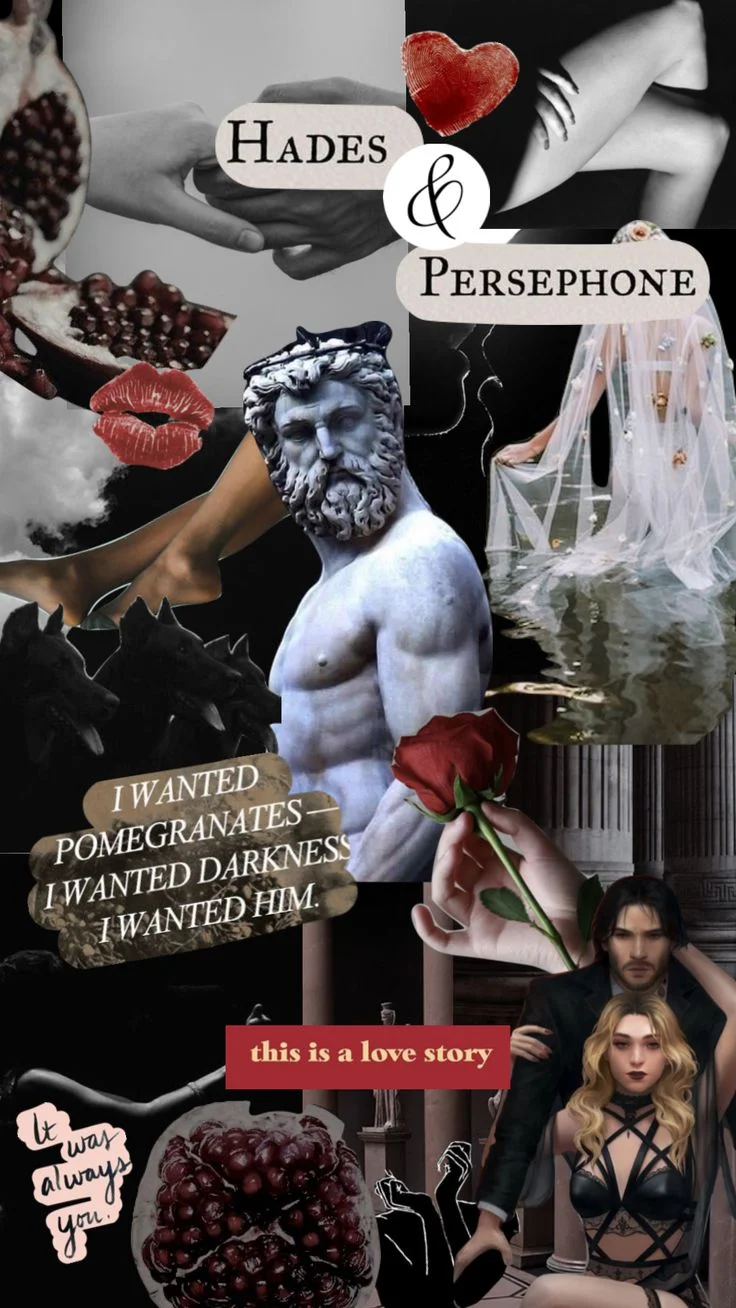 HADES
&
PERSEPHONE
I WANTED
POMEGRANATES —
I WANTED DARKNESS
I WANTED HIM.
this is a love story
It was
always
you.